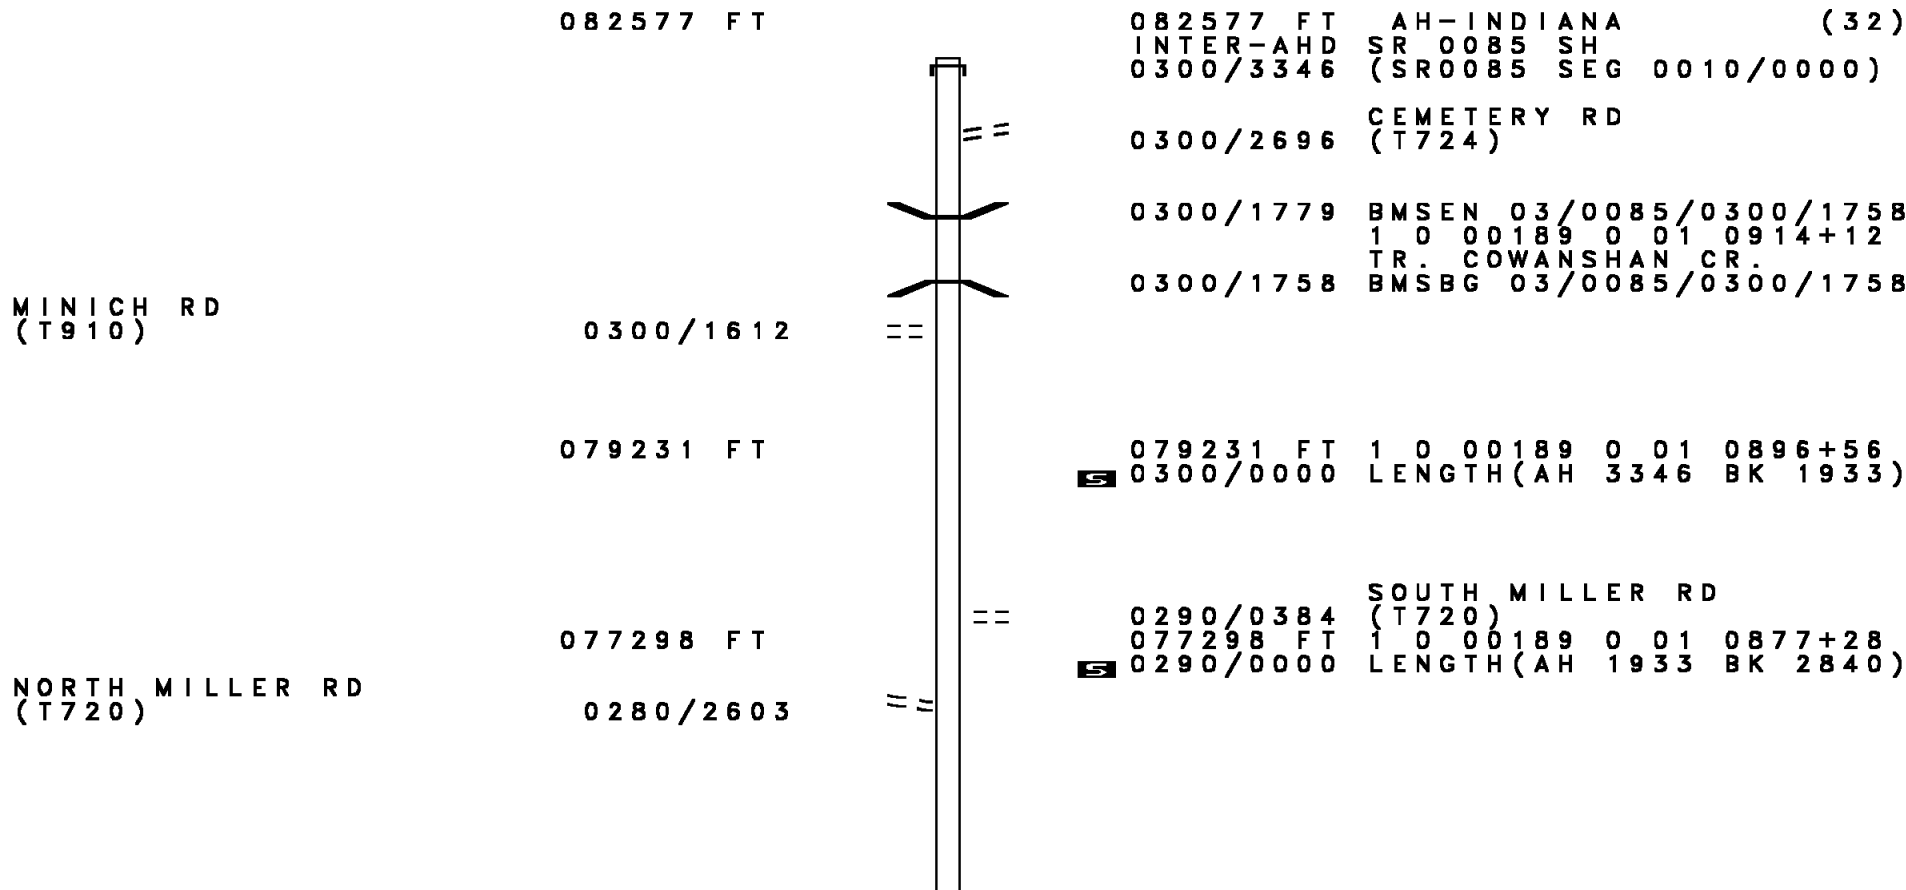 082577 FT 082577 FT AH-INDIANA (32)
INTER-AHD SR 0085 SH
0300/3346 (SR0085 SEG 0010/0000)
CEMETERY RD
0300/2696 (T724)
0300/1779 BMSEN 03/0085/0300/1758
1 0 00189 0 01 0914+12
TR. COWANSHAN CR.
0300/1758 BMSBG 03/0085/0300/1758
MINICH RD
(T910) 0300/1612
079231 FT 079231 FT 1 0 00189 0 01 0896+56
S 0300/0000 LENGTH(AH 3346 BK 1933)
SOUTH MILLER RD
0290/0384 (T720)
077298 FT 077298 FT 1 0 00189 0 01 0877+28
S 0290/0000 LENGTH(AH 1933 BK 2840)
NORTH MILLER RD
(T720) 0280/2603